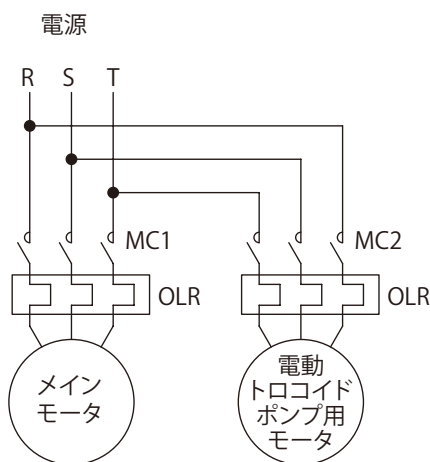 電源
R S T
MC1 MC2
OLR OLR
メイン
モータ
電動
トロコイド
ポンプ用
モータ